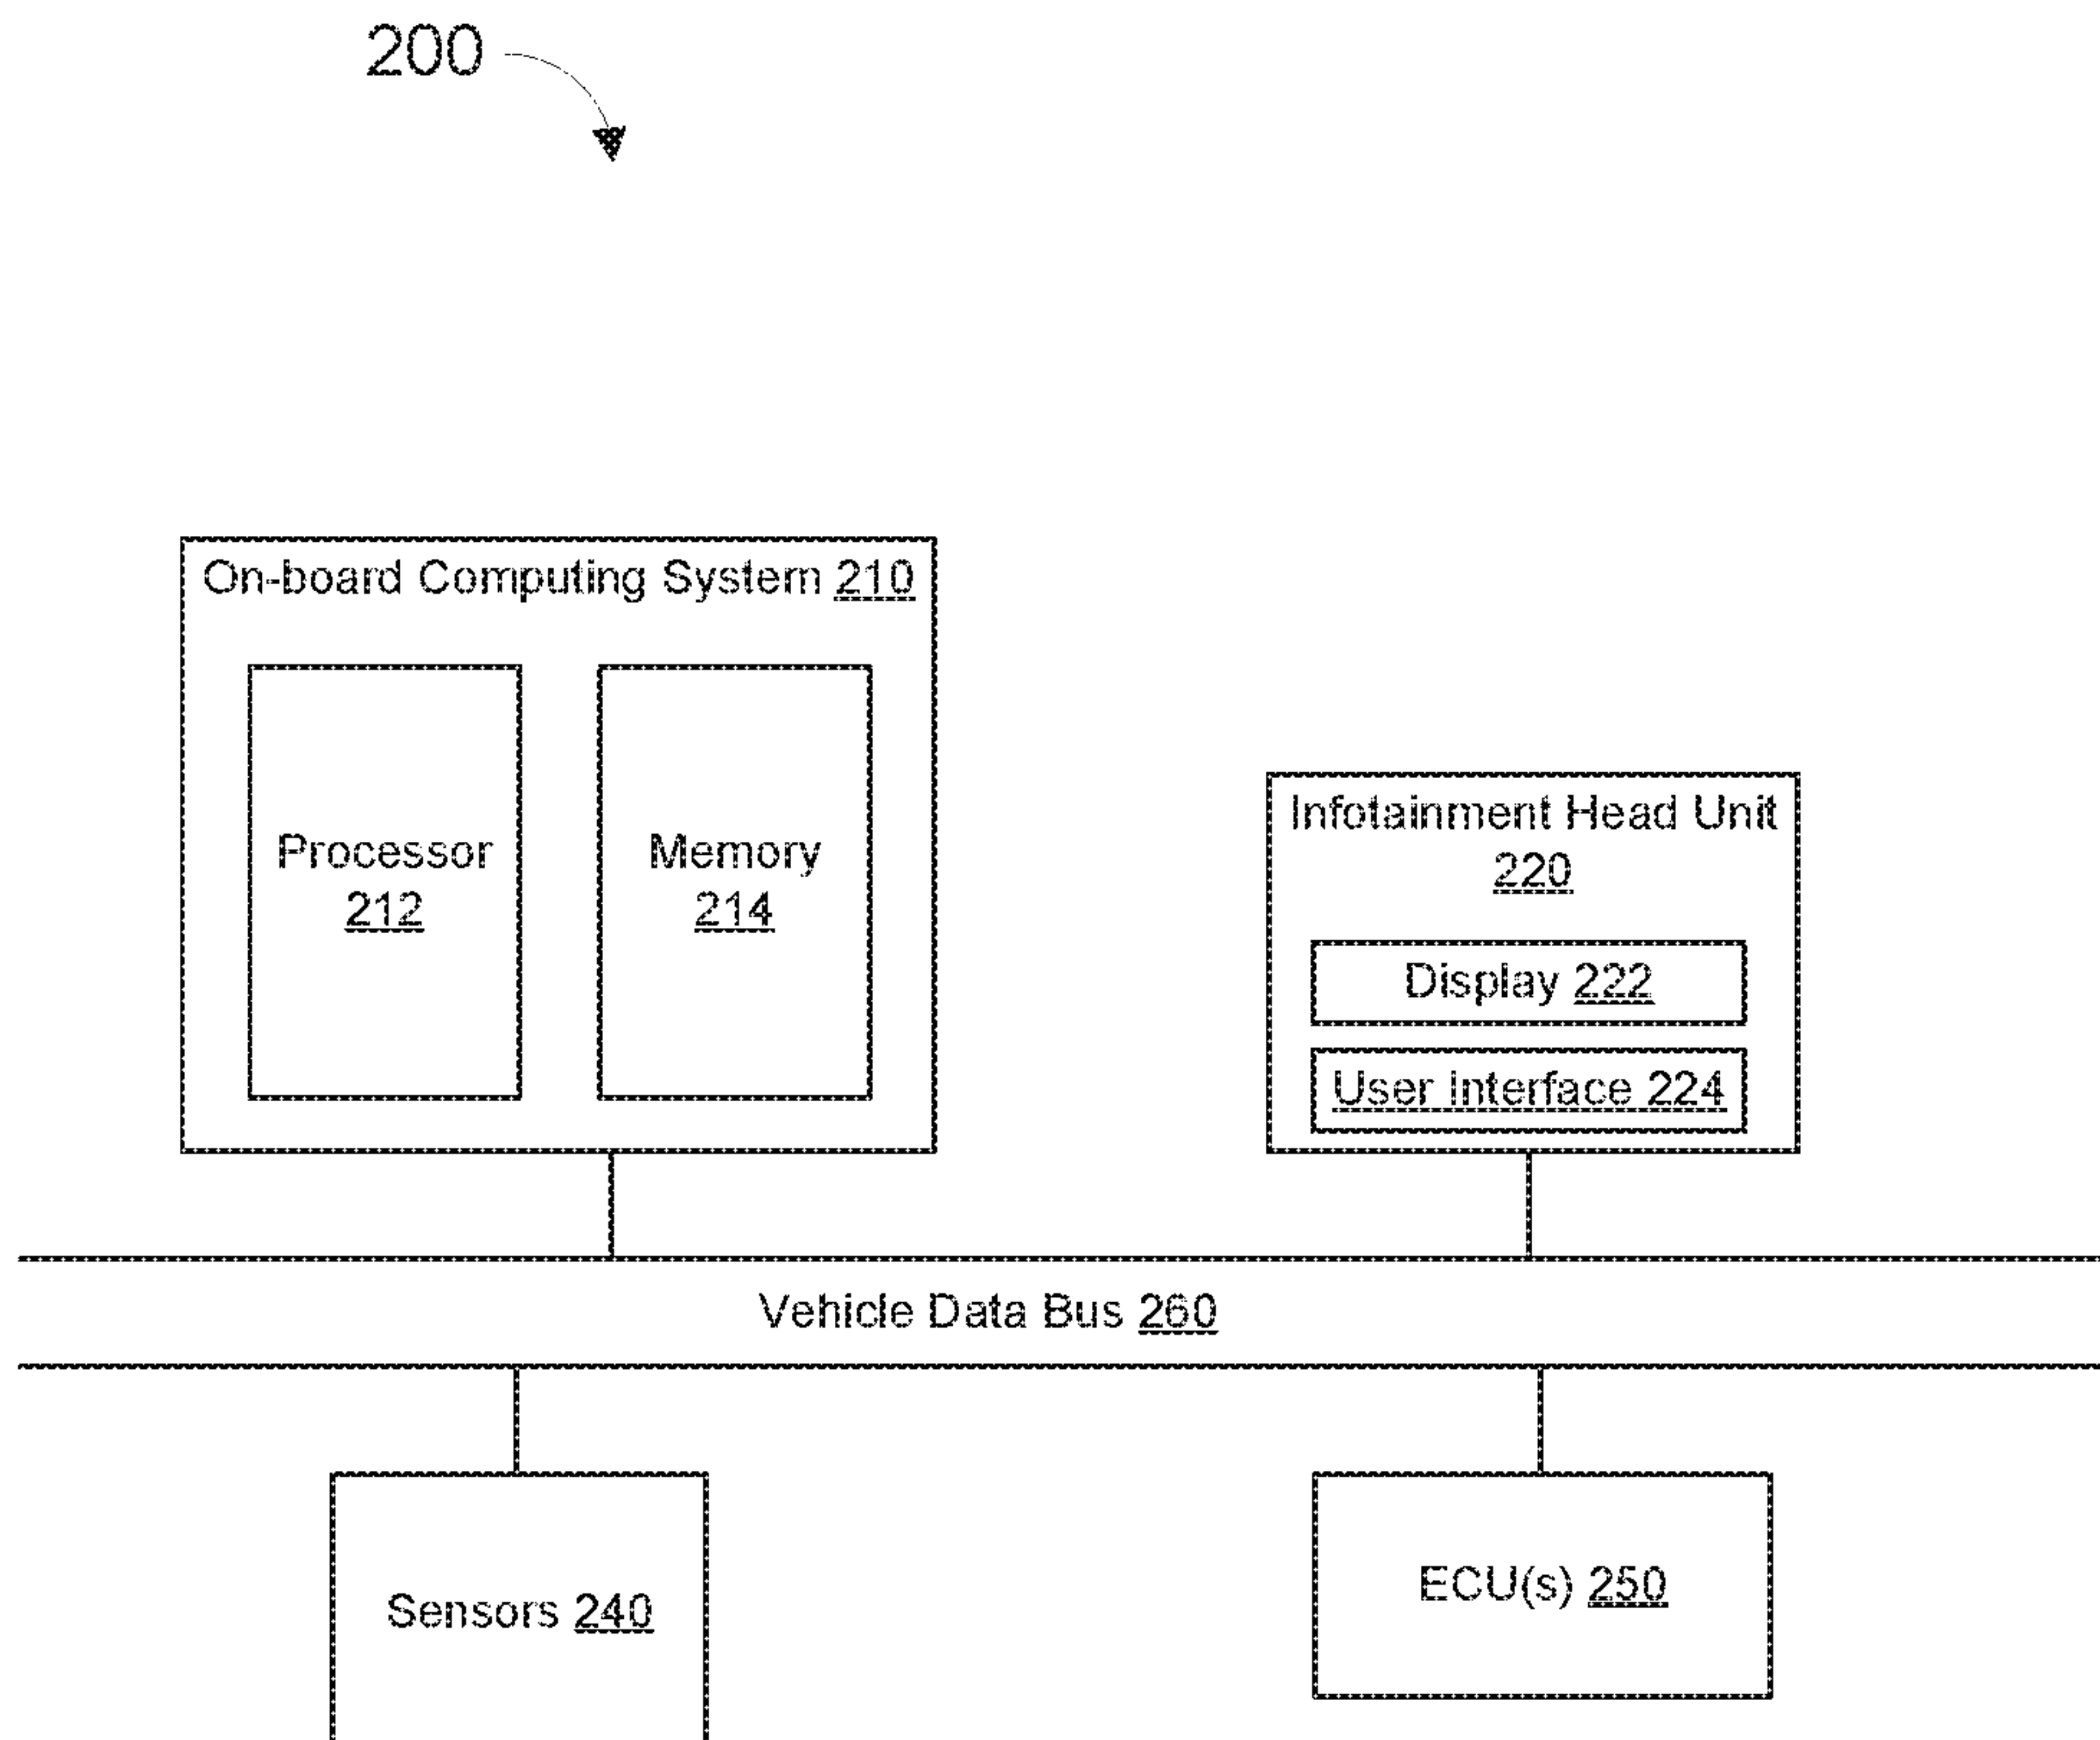 200
On-board Computing System 210
Processor
212
Memory
214
Infotainment Head Unit
220
Display 222
User Interface 224
Vehicle Data Bus 260
Sensors 240
ECU(s) 250